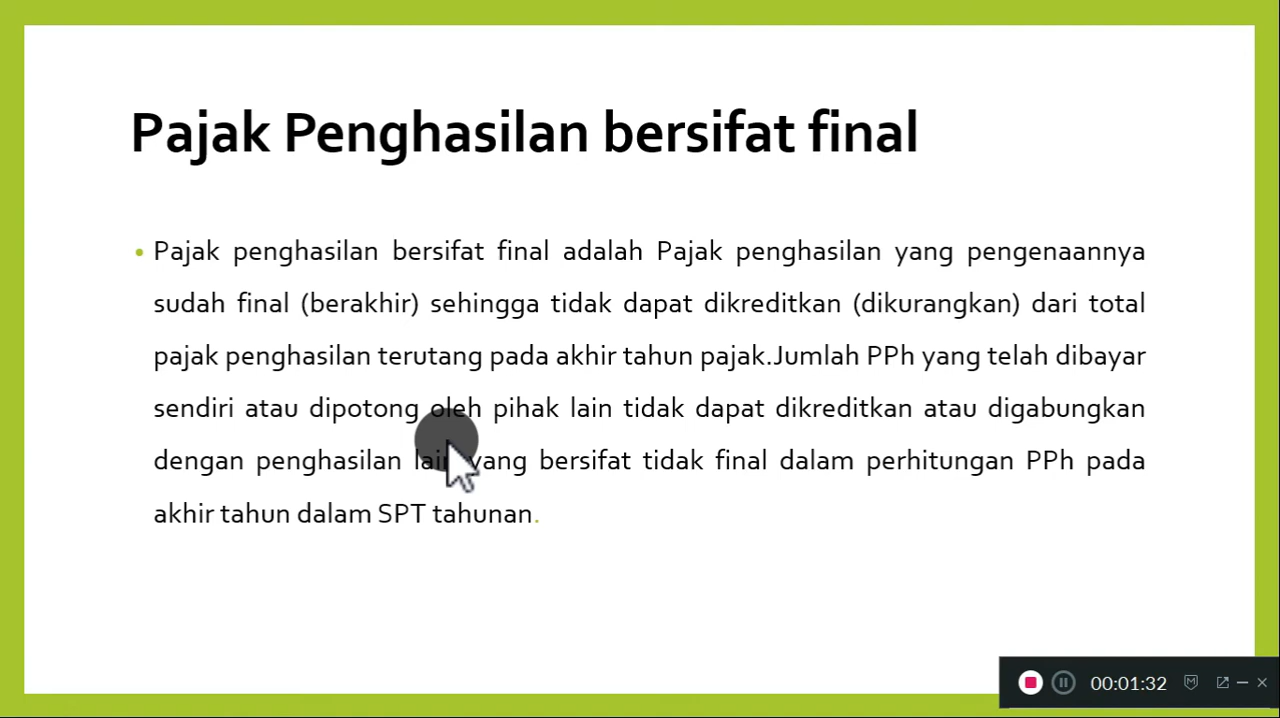 Pajak Penghasilan bersifat final
• Pajak penghasilan bersifat final adalah Pajak penghasilan yang pengenaannya
sudah final (berakhir) sehingga tidak dapat dikreditkan (dikurangkan) dari total
pajak penghasilan terutang pada akhir tahun pajak.Jumlah PPh yang telah dibayar
sendiri atau dipotong oleh pihak lain tidak dapat dikreditkan atau digabungkan
dengan penghasilan lain yang bersifat tidak final dalam perhitungan PPh pada
akhir tahun dalam SPT tahunan.
00:01:32